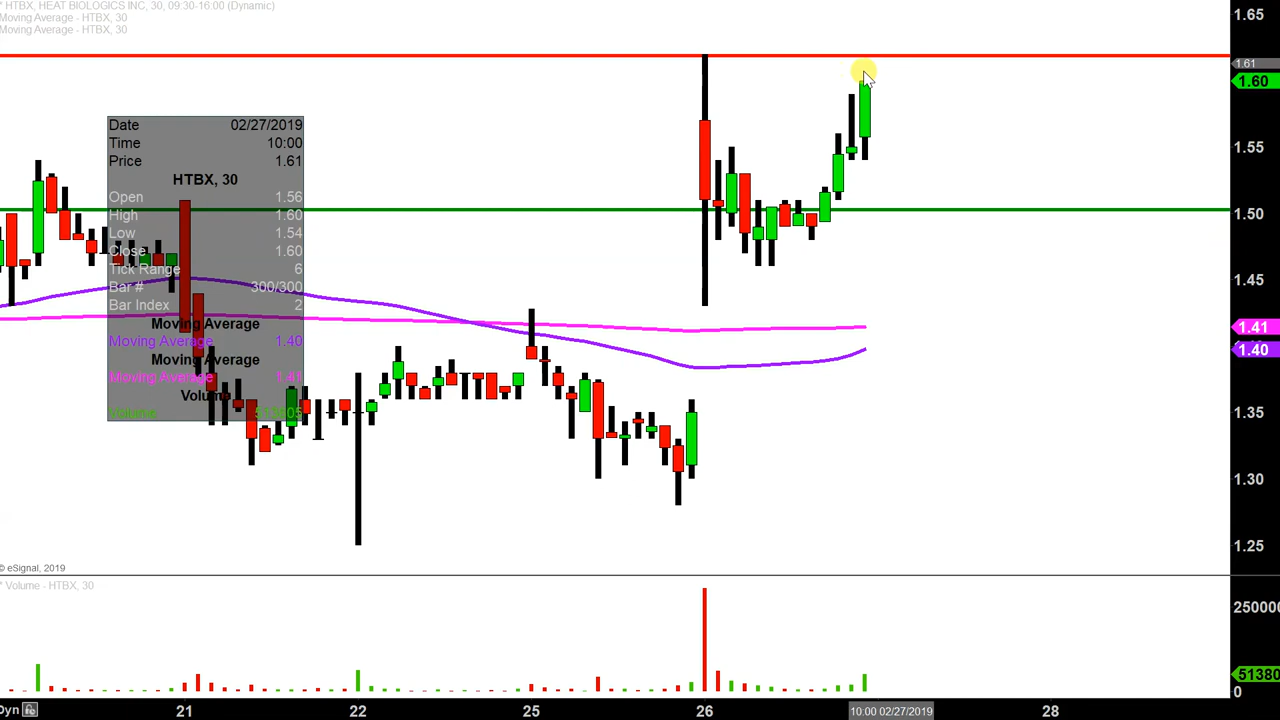 * HTBX, HEAT BIOLOGICS INC, 30, 09:30-16:00 (Dynamic)
Moving Average - HTBX, 30
Moving Average - HTBX, 30
1.65
1.61
1.60
1.55
1.50
1.45
1.41
1.40
1.35
1.30
1.25
Date 02/27/2019
Time 10:00
Price 1.61
HTBX, 30
Open 1.56
High 1.60
Low 1.54
Close 1.60
Tick Range 6
Bar # 300/300
Bar Index 2
Moving Average
Moving Average 1.40
Moving Average
Moving Average 1.41
Volume
Volume
© eSignal, 2019
* Volume - HTBX, 30
250000
51380
0
Dyn
21 22 25 26 10:00 02/27/2019 28